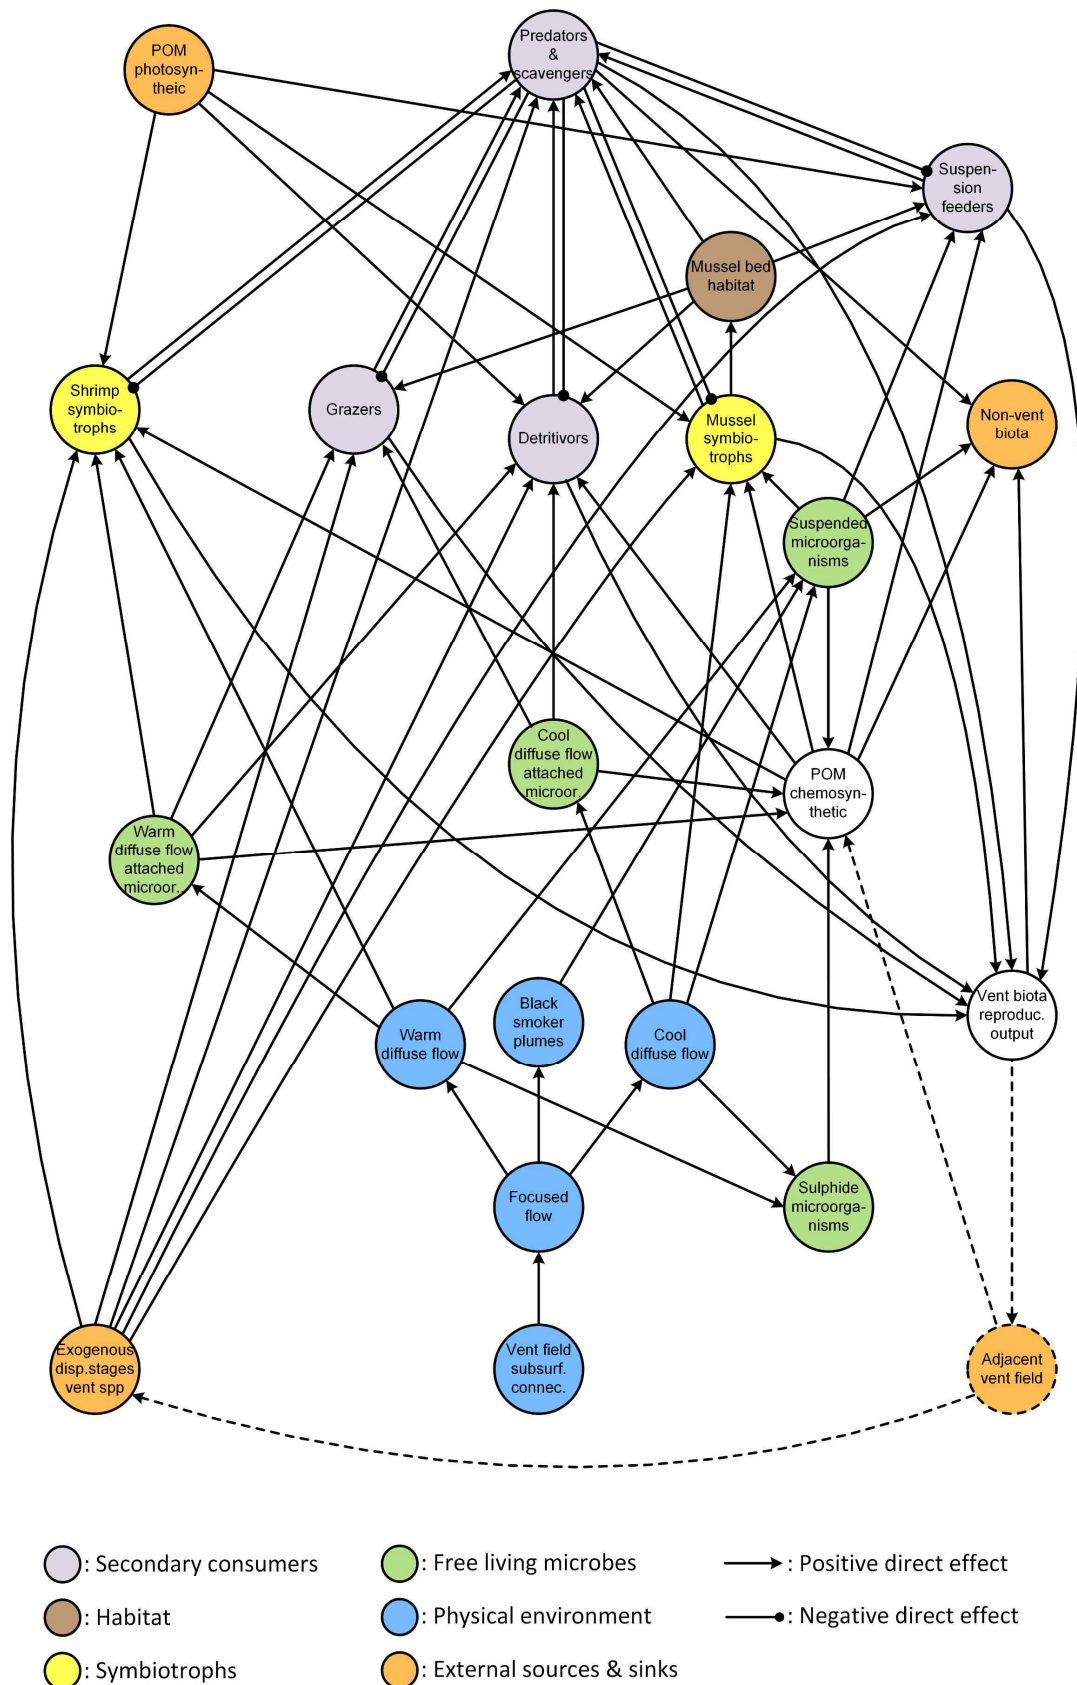 POM
photosyn-
theic
Predators
&
scavengers
Suspen-
sion
feeders
Mussel bed
habitat
Shrimp
symbio-
trophs
Grazers
Detritivors
Mussel
symbio-
trophs
Non-vent
biota
Suspended
microorga-
nisms
Cool
diffuse flow
attached
microor.
POM
chemosyn-
thetic
Warm
diffuse flow
attached
microor..
Black
smoker
plumes
Warm
diffuse flow
Cool
diffuse flow
Vent biota
reproduc.
output
Focused
flow
Sulphide
microorga-
nisms
Exogenous
disp.stages
vent spp
Vent field
subsurf.
connec.
Adjacent
vent field
: Secondary consumers
: Free living microbes
: Positive direct effect
: Habitat
: Physical environment
: Negative direct effect
: Symbiotrophs
: External sources & sinks